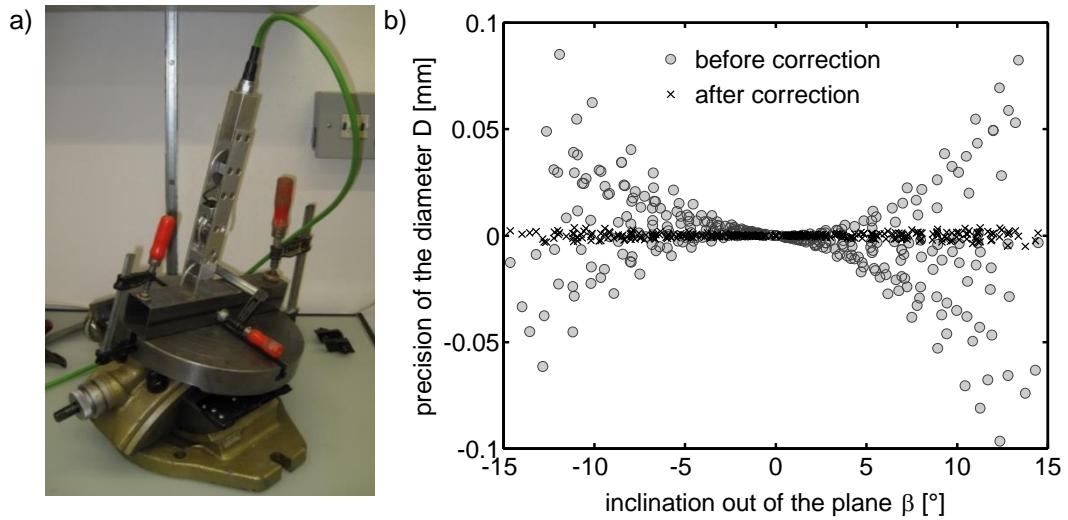 a)
b)
precision of the diameter D [mm]
0.1
0.05
0
-0.05
-0.1
before correction
after correction
-15
-10
-5
0
5
10
15
inclination out of the plane β [°]